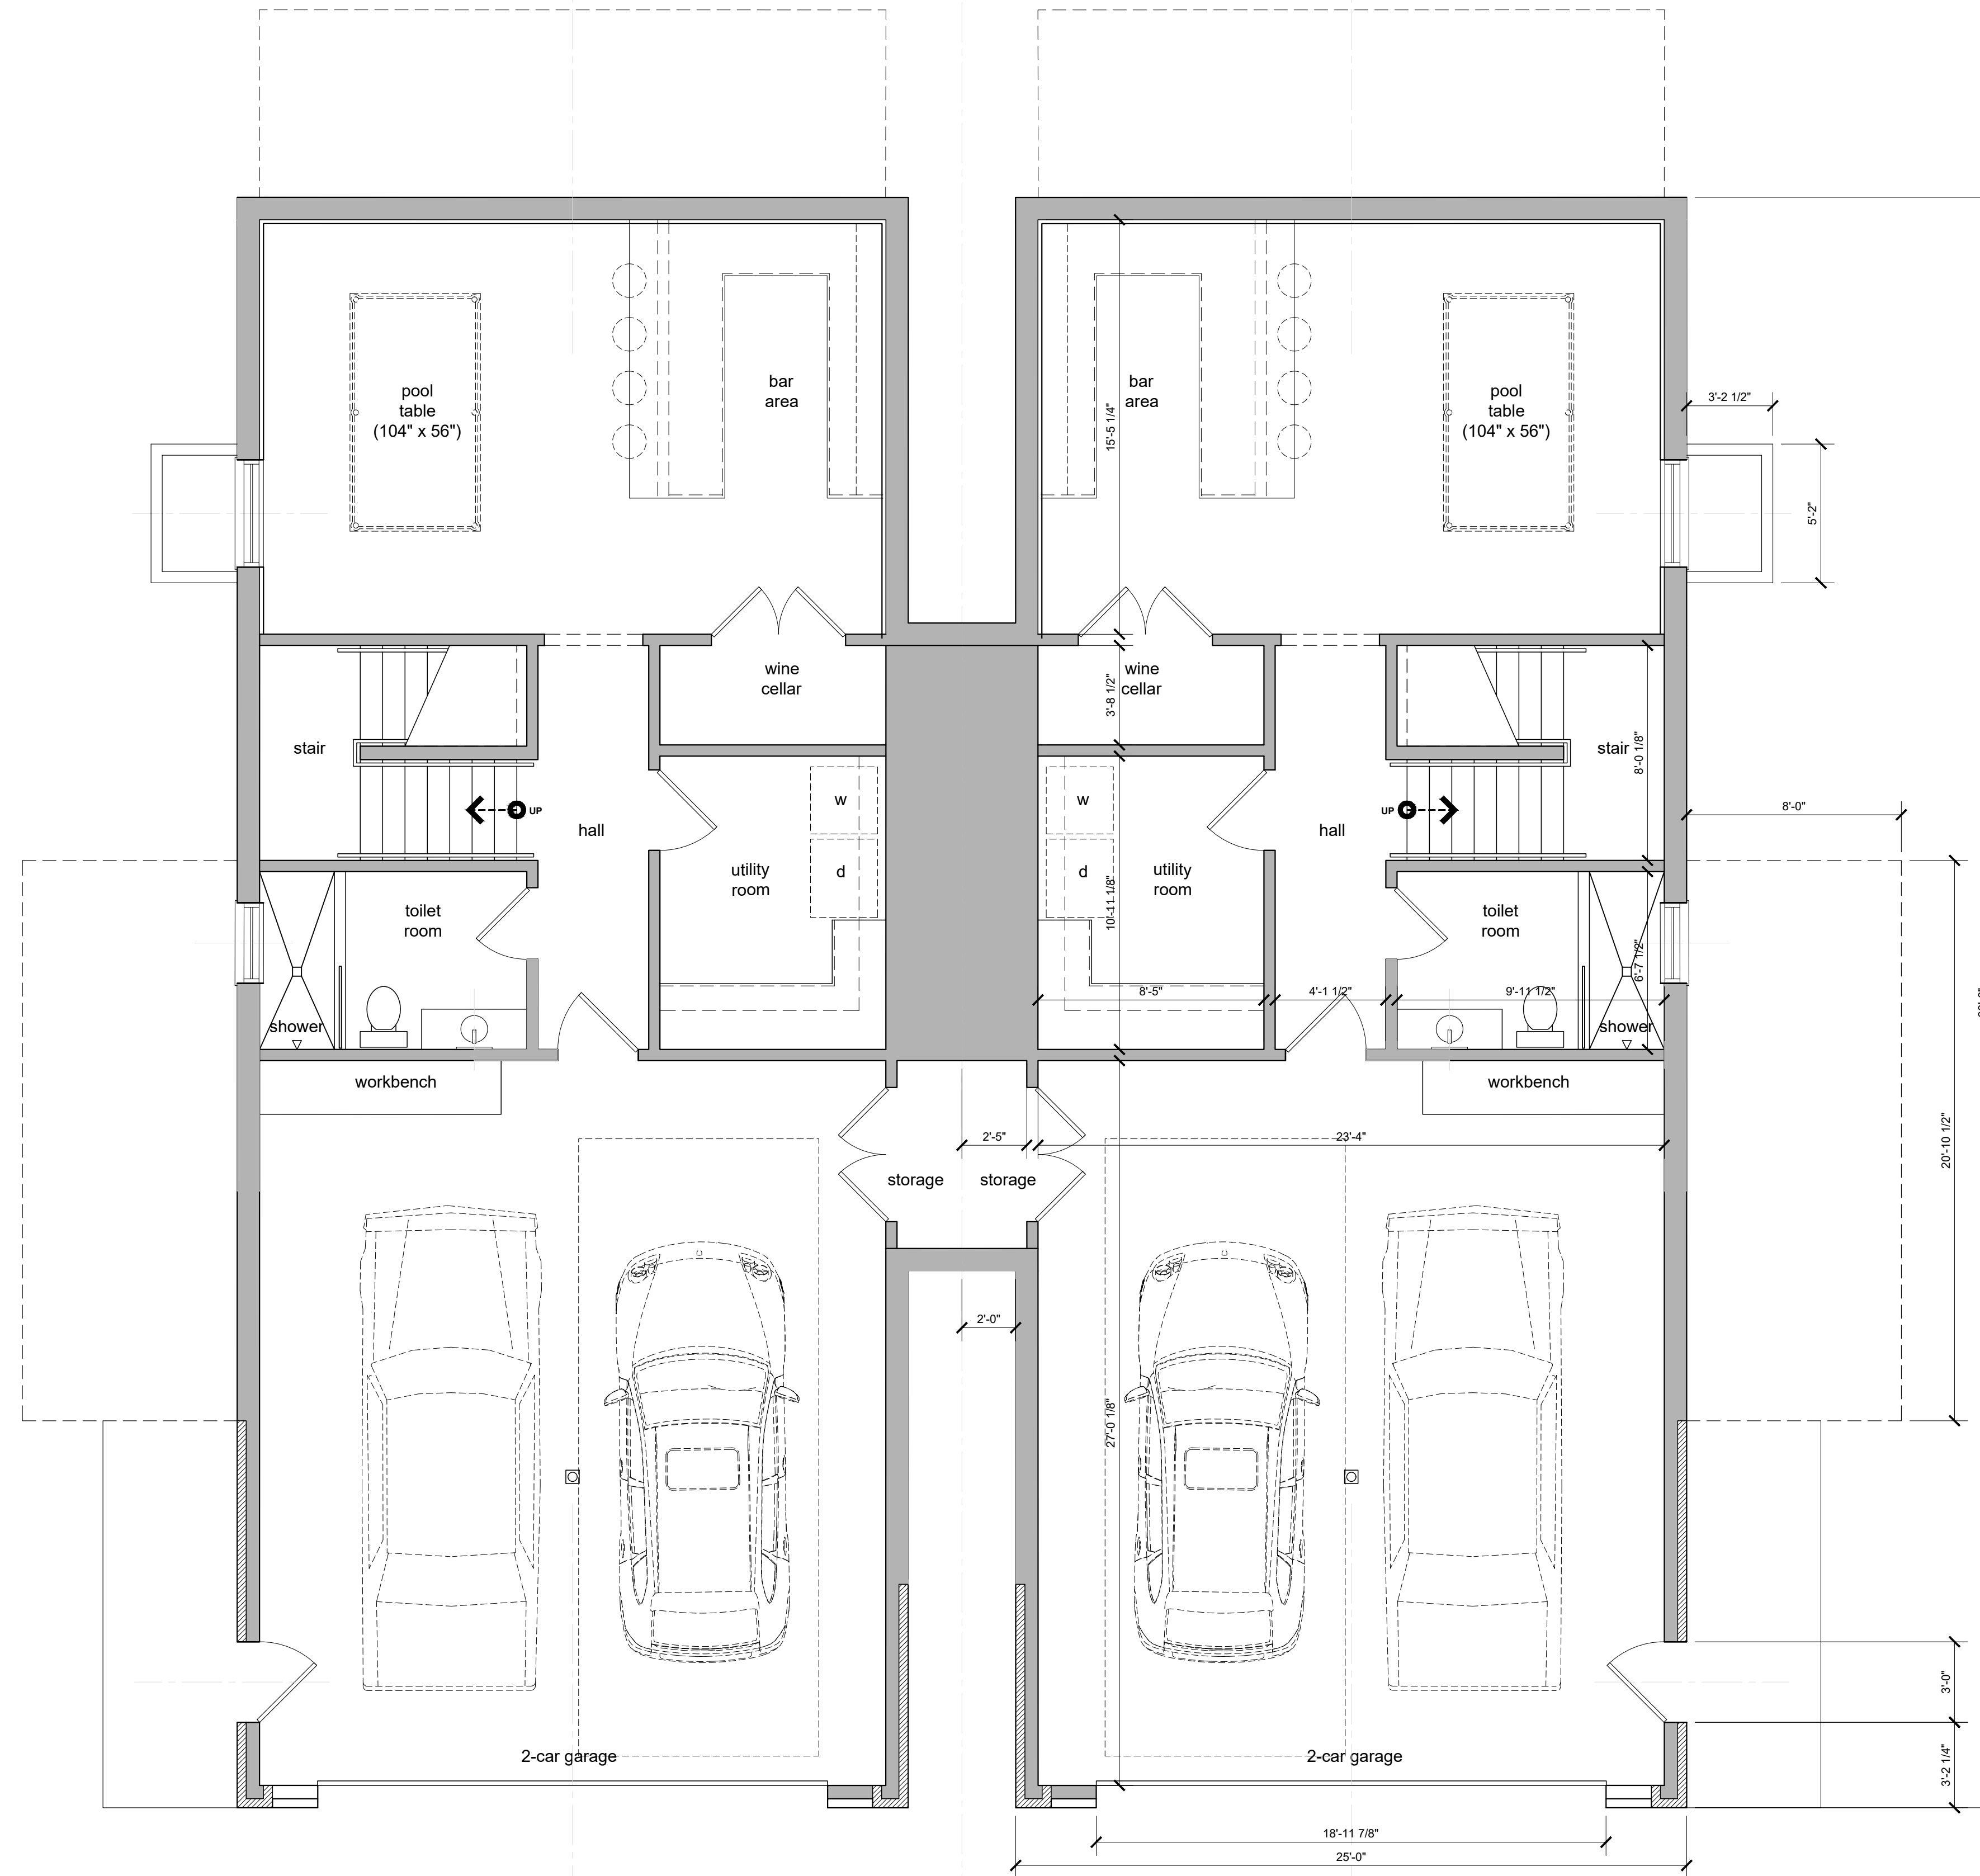 pool
table
(104" x 56")
bar
area
bar
area
pool
table
(104" x 56")
15'-5 1/4"
3'-2 1/2"
5'-2"
wine
cellar
wine
cellar
3'-8 1/2"
stair
stair
8'-0 1/8"
UP
UP
hall
hall
w
d
w
d
8'-0"
utility
room
utility
room
10'-11 1/8"
toilet
room
toilet
room
6'-7 1/2"
8'-5"
4'-1 1/2"
9'-11 1/2"
shower
shower
workbench
workbench
2'-5"
23'-4"
20'-10 1/2"
storage
storage
2'-0"
27'-0 1/8"
3'-0"
2-car garage
2-car garage
3'-2 1/4"
18'-11 7/8"
25'-0"